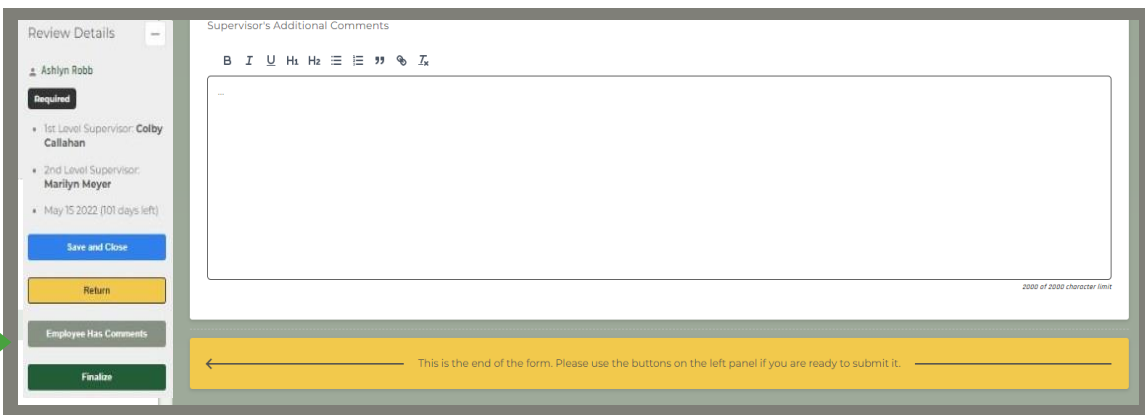 Review Details
Ashlyn Robb
Required
1st Level Supervisor: Colby
Callahan
2nd Level Supervisor:
Marilyn Meyer
May 15 2022 (101 days left)
Save and Close
Return
Employee Has Comments
Finalize
Supervisor's Additional Comments
B I U H1 H2
2000 of 2000 character limit
This is the end of the form. Please use the buttons on the left panel if you are ready to submit it.